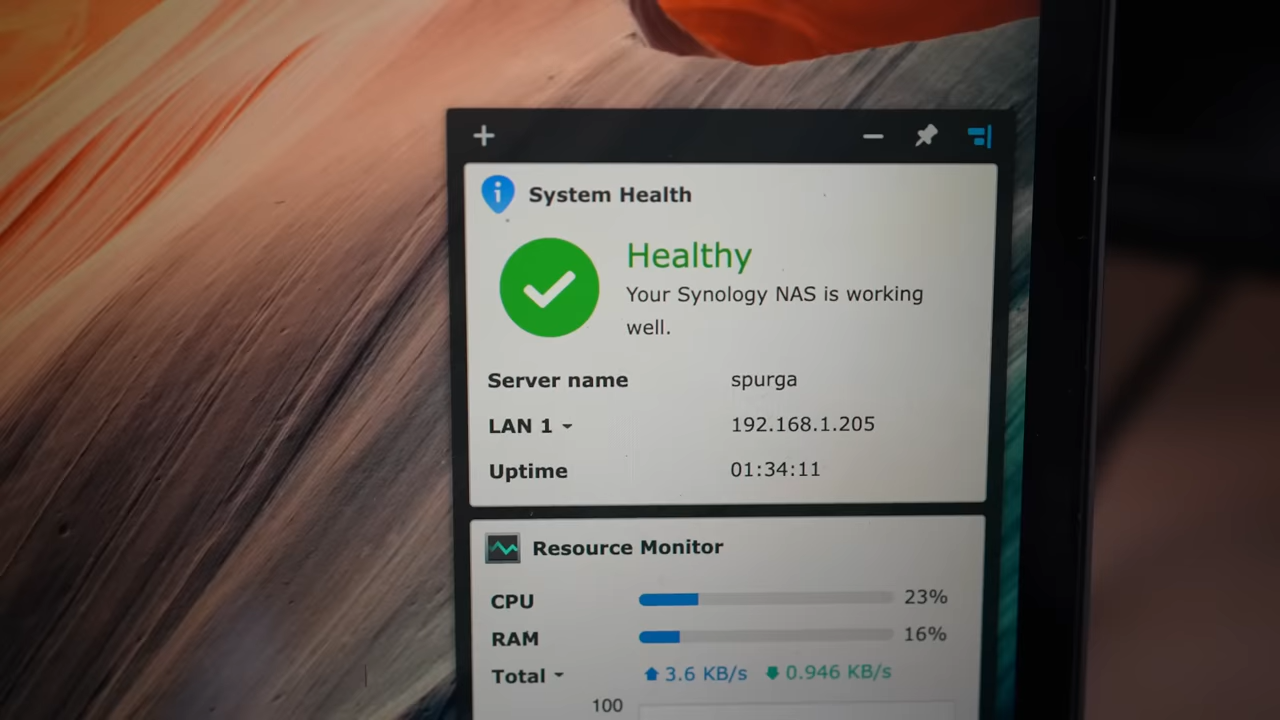 System Health
Healthy
Your Synology NAS is working
well.
Server name spurga
LAN 1 192.168.1.205
Uptime 01:34:11
Resource Monitor
CPU 23%
RAM 16%
Total 3.6 KB/s 0.946 KB/s
100